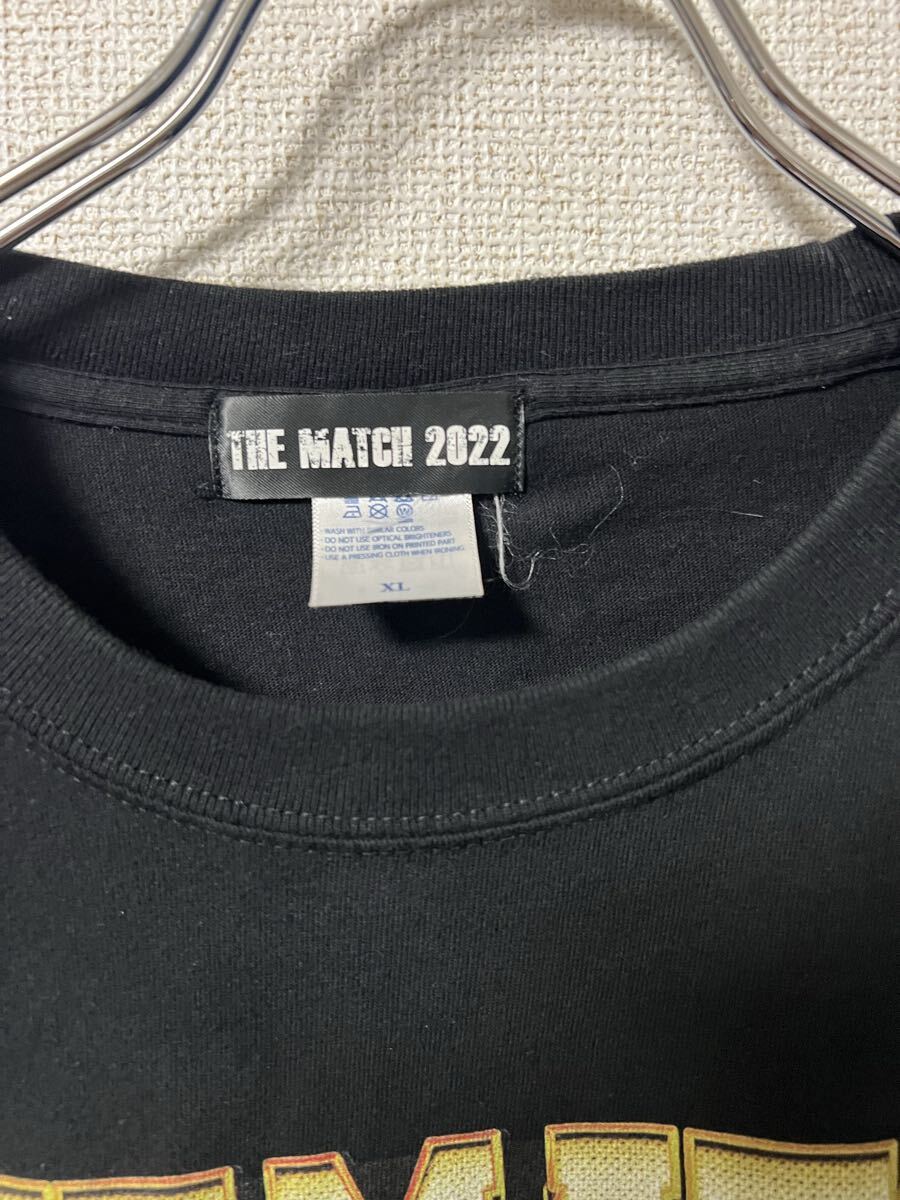 THE MATCH 2022
WASH WITH SIMILAR COLORS
DO NOT USE OPTICAL BRIGHTENERS
DO NOT USE IRON ON PRINTED PART
USE A PRESSING CLOTH WHEN IRONING
XL